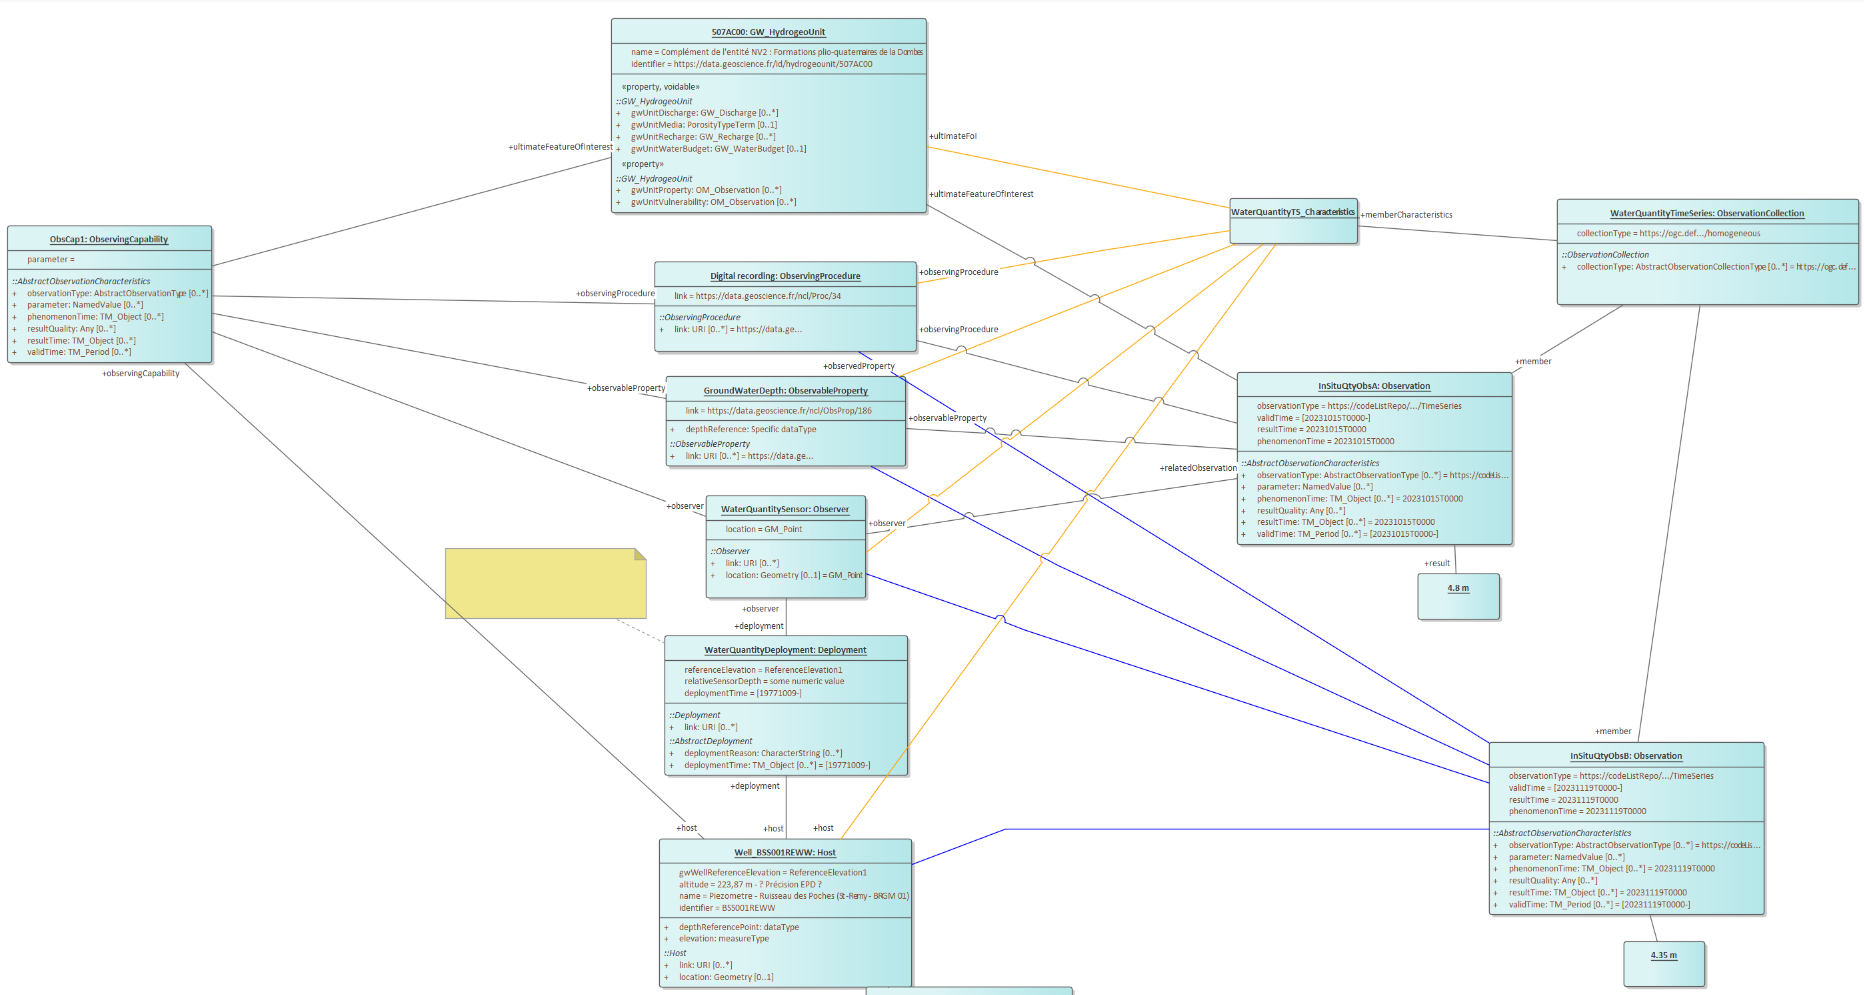 507AC00: GW_HydrogeoUnit
name = Complément de l'entité NV2 : Formations plio-quaternaires de la Dombes
identifier = https://data.geoscience.fr/id/hydrogeounit/507AC00
«property, voidable»
::GW_HydrogeoUnit
+ gwUnitDischarge: GW_Discharge [0..*]
+ gwUnitMedia: PorosityTypeTerm [0..1]
+ gwUnitRecharge: GW_Recharge [0..*]
+ gwUnitWaterBudget: GW_WaterBudget [0..1]
«property»
::GW_HydrogeoUnit
+ gwUnitProperty: OM_Observation [0..*]
+ gwUnitVulnerability: OM_Observation [0..*]
+ultimateFeatureOfInterest
+ultimateFoI
+ultimateFeatureOfInterest
ObsCap1: ObservingCapability
parameter =
::AbstractObservationCharacteristics
+ observationType: AbstractObservationType [0..*]
+ parameter: NamedValue [0..*]
+ phenomenonTime: TM_Object [0..*]
+ resultQuality: Any [0..*]
+ resultTime: TM_Object [0..*]
+ validTime: TM_Period [0..*]
+observingCapability
WaterQuantityTS_Characteristics
+memberCharacteristics
WaterQuantityTimeSeries: ObservationCollection
collectionType = https://ogc.def.../homogeneous
::ObservationCollection
+ collectionType: AbstractObservationCollectionType [0..*] = https://ogc.def...
+member
+member
Digital recording: ObservingProcedure
link = https://data.geoscience.fr/ncl/Proc/34
::ObservingProcedure
+ link: URI [0..*] = https://data.ge...
+observingProcedure
+observingProcedure
+observingProcedure
+observedProperty
GroundWaterDepth: ObservableProperty
link = https://data.geoscience.fr/ncl/ObsProp/186
+ depthReference: Specific dataType
::ObservableProperty
+ link: URI [0..*] = https://data.ge...
+observableProperty
+observableProperty
InSituQtyObsA: Observation
observationType = https://codeListRepo/.../TimeSeries
validTime = [20231015T0000-]
resultTime = 20231015T0000
phenomenonTime = 20231015T0000
::AbstractObservationCharacteristics
+ observationType: AbstractObservationType [0..*] = https://codeLis...
+ parameter: NamedValue [0..*]
+ phenomenonTime: TM_Object [0..*] = 20231015T0000
+ resultQuality: Any [0..*]
+ resultTime: TM_Object [0..*] = 20231015T0000
+ validTime: TM_Period [0..*] = [20231015T0000-]
+relatedObservation
+result
4.8 m
WaterQuantitySensor: Observer
location = GM_Point
::Observer
+ link: URI [0..*]
+ location: Geometry [0..1] = GM_Point
+observer
+observer
+observer
+deployment
WaterQuantityDeployment: Deployment
referenceElevation = ReferenceElevation1
relativeSensorDepth = some numeric value
deploymentTime = [19771009-]
::Deployment
+ link: URI [0..*]
::AbstractDeployment
+ deploymentReason: CharacterString [0..*]
+ deploymentTime: TM_Object [0..*] = [19771009-]
+deployment
+host
+host
+host
Well_BSS001REWW: Host
gwWellReferenceElevation = ReferenceElevation1
altitude = 223,87 m - ? Précision EPD ?
name = Piezometre - Ruisseau des Poches (St-Remy - BRGM 01)
identifier = BSS001REWW
+ depthReferencePoint: dataType
+ elevation: measureType
::Host
+ link: URI [0..*]
+ location: Geometry [0..1]
InSituQtyObsB: Observation
observationType = https://codeListRepo/.../TimeSeries
validTime = [20231119T0000-]
resultTime = 20231119T0000
phenomenonTime = 20231119T0000
::AbstractObservationCharacteristics
+ observationType: AbstractObservationType [0..*] = https://codeLis...
+ parameter: NamedValue [0..*]
+ phenomenonTime: TM_Object [0..*] = 20231119T0000
+ resultQuality: Any [0..*]
+ resultTime: TM_Object [0..*] = 20231119T0000
+ validTime: TM_Period [0..*] = [20231119T0000-]
4.35 m